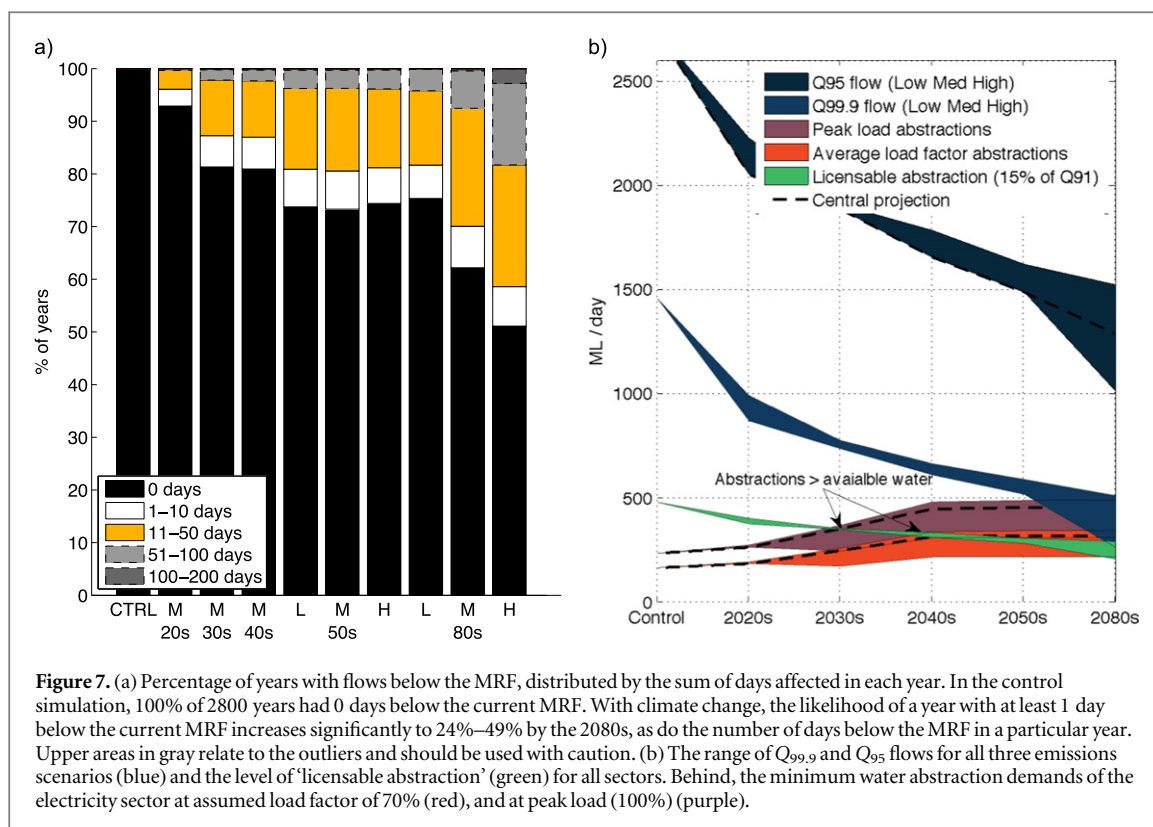 a)
100
90
80
70
60
50
40
30
20
10
0
% of years
0 days
1–10 days
11–50 days
51–100 days
100–200 days
CTRL M M M L M H L M H
20s 30s 40s 50s 80s
b)
2500
2000
1500
1000
500
0
ML / day
Q95 flow (Low Med High)
Q99.9 flow (Low Med High)
Peak load abstractions
Average load factor abstractions
Licensable abstraction (15% of Q91)
Central projection
Abstractions > avaialble water
Control 2020s 2030s 2040s 2050s 2080s
Figure 7. (a) Percentage of years with flows below the MRF, distributed by the sum of days affected in each year. In the control
simulation, 100% of 2800 years had 0 days below the current MRF. With climate change, the likelihood of a year with at least 1 day
below the current MRF increases significantly to 24%–49% by the 2080s, as do the number of days below the MRF in a particular year.
Upper areas in gray relate to the outliers and should be used with caution. (b) The range of Q99.9 and Q95 flows for all three emissions
scenarios (blue) and the level of ‘licensable abstraction’ (green) for all sectors. Behind, the minimum water abstraction demands of the
electricity sector at assumed load factor of 70% (red), and at peak load (100%) (purple).